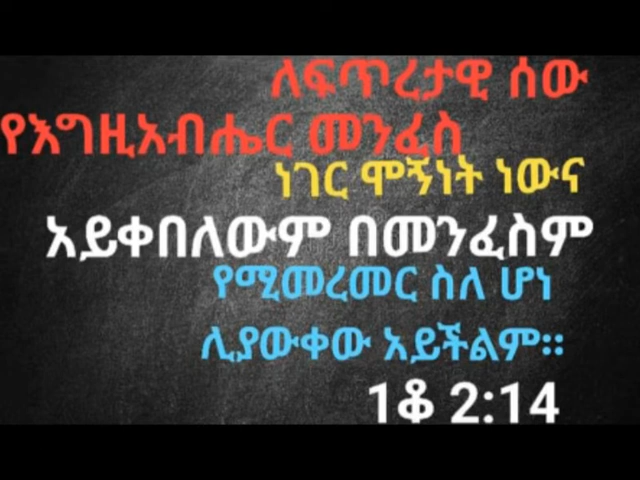 ለፍጥረታዊ ሰው
የእግዚአብሔር መንፈስ
ነገር ሞኝነት ነውና
አይቀበለውም በመንፈስም
የሚመረመር ስለ ሆነ
ሊያውቀው አይችልም።
1ቆ 2:14